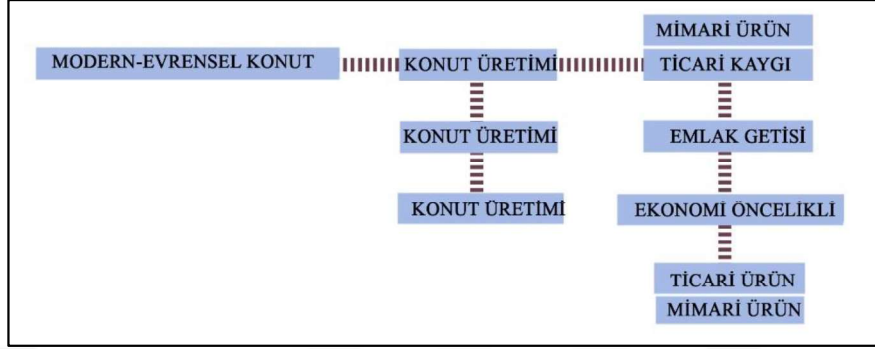 MİMARİ ÜRÜN
MODERN-EVRENSEL KONUT
KONUT ÜRETİMİ
TİCARİ KAYGI
KONUT ÜRETİMİ
EMLAK GETİSİ
KONUT ÜRETİMİ
EKONOMİ ÖNCELİKLİ
TİCARİ ÜRÜN
MİMARİ ÜRÜN